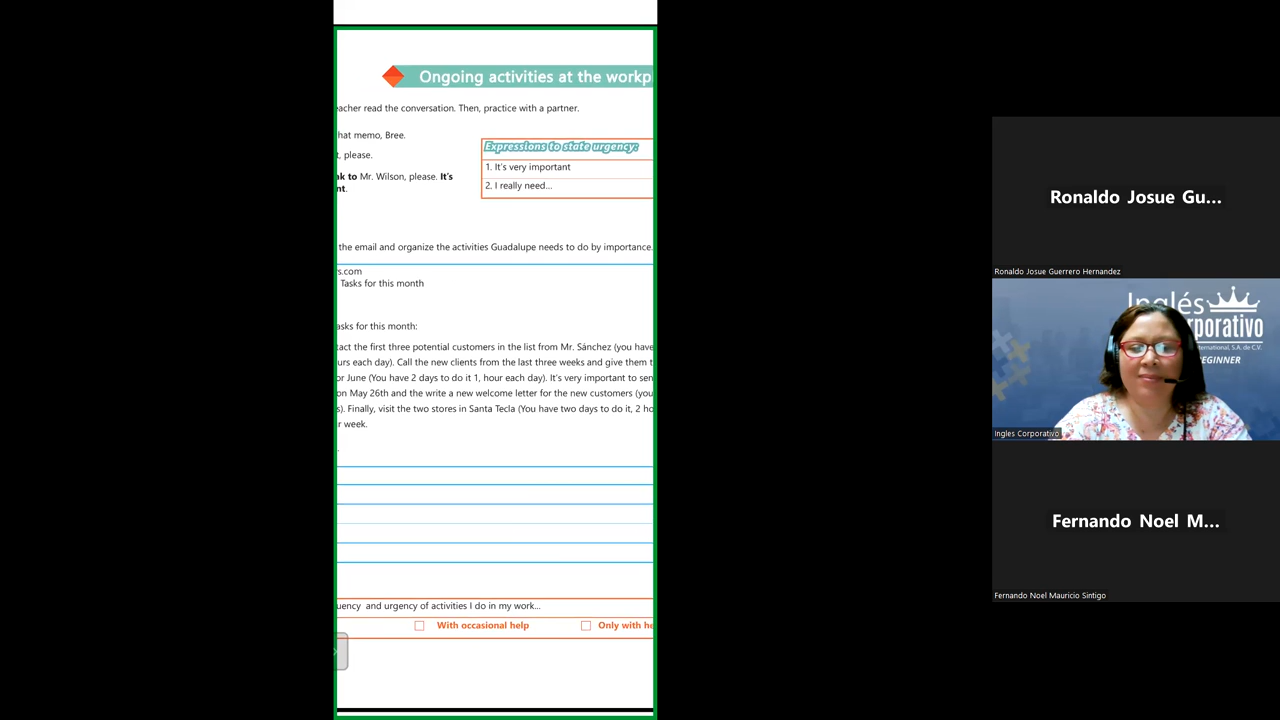 Ongoing activities at the workp
eacher read the conversation. Then, practice with a partner.
hat memo, Bree.
t, please.
ak to Mr. Wilson, please. It's
nt.
Expressions to state urgency:
1. It's very important
2. I really need...
the email and organize the activities Guadalupe needs to do by importance.
s.com
Tasks for this month
asks for this month:
tact the first three potential customers in the list from Mr. Sánchez (you have
urs each day). Call the new clients from the last three weeks and give them t
or June (You have 2 days to do it 1, hour each day). It's very important to sen
on May 26th and the write a new welcome letter for the new customers (you
s). Finally, visit the two stores in Santa Tecla (You have two days to do it, 2 ho
r week.
uency and urgency of activities I do in my work...
With occasional help
Only with he
Ronaldo Josue Gu...
Ronaldo Josue Guerrero Hernandez
Inglés
rporativo
International, S.A. de C.V.
EGINNER
Ingles Corporativo
Fernando Noel M...
Fernando Noel Mauricio Sintigo